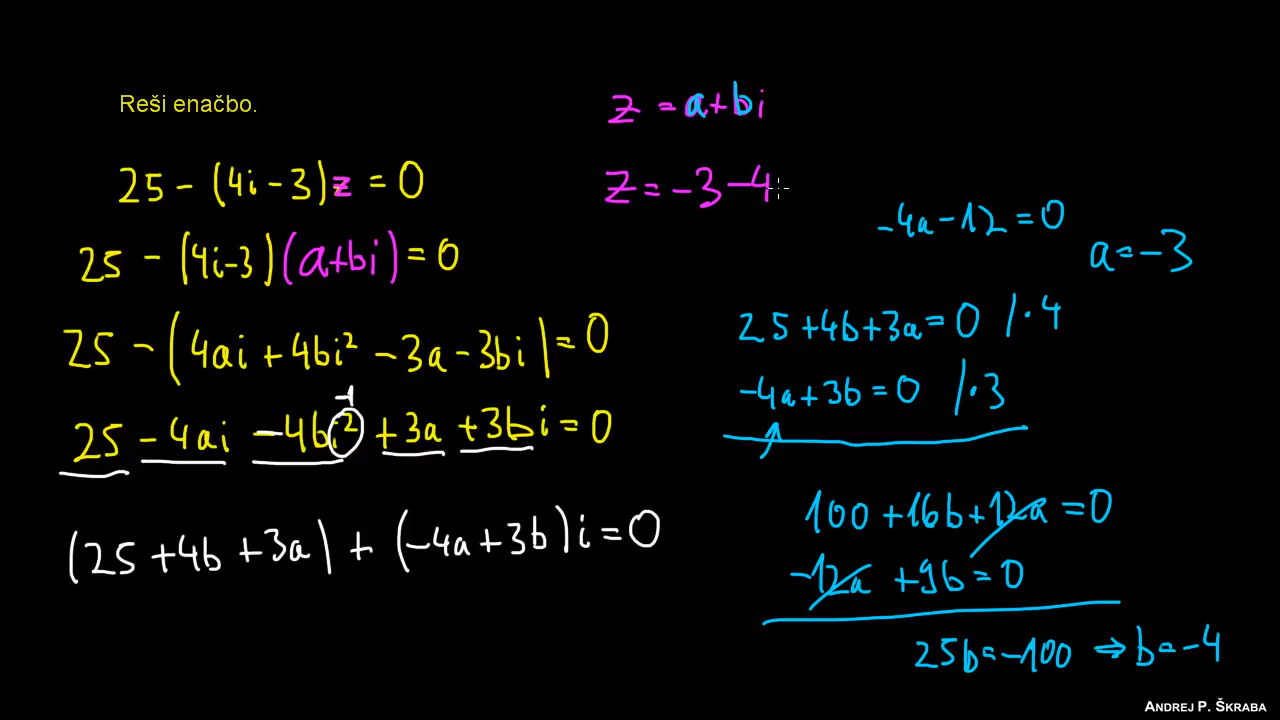 Reši enačbo.
25 - (4i - 3)z = 0
25 - (4i-3)(a+bi) = 0
25 - (4ai + 4bi² - 3a - 3bi) = 0
-1
25 - 4ai - 4bi² + 3a + 3bi = 0
(25 + 4b + 3a) + (-4a + 3b)i = 0
z = a+bi
z = -3 - 4
-4a - 12 = 0
a = -3
25 + 4b + 3a = 0 /·4
-4a + 3b = 0 /·3
100 + 16b + 12a = 0
-12a + 9b = 0
25b = -100 ⇒ b = -4
ANDREJ P. ŠKRABA